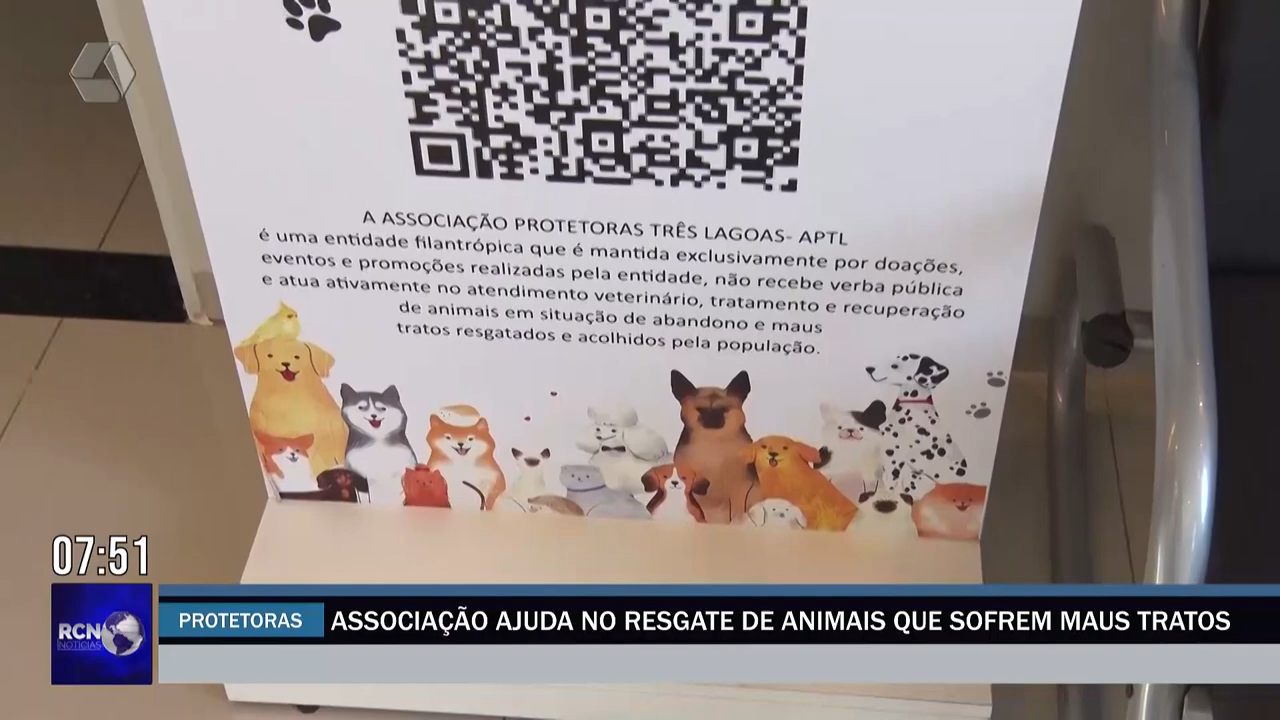 A ASSOCIAÇÃO PROTETORAS TRÊS LAGOAS- APTL
é uma entidade filantrópica que é mantida exclusivamente por doações,
eventos e promoções realizadas pela entidade, não recebe verba pública
e atua ativamente no atendimento veterinário, tratamento e recuperação
de animais em situação de abandono e maus
tratos resgatados e acolhidos pela população.
07:51
RCN
NOTÍCIAS
PROTETORAS
ASSOCIAÇÃO AJUDA NO RESGATE DE ANIMAIS QUE SOFREM MAUS TRATOS